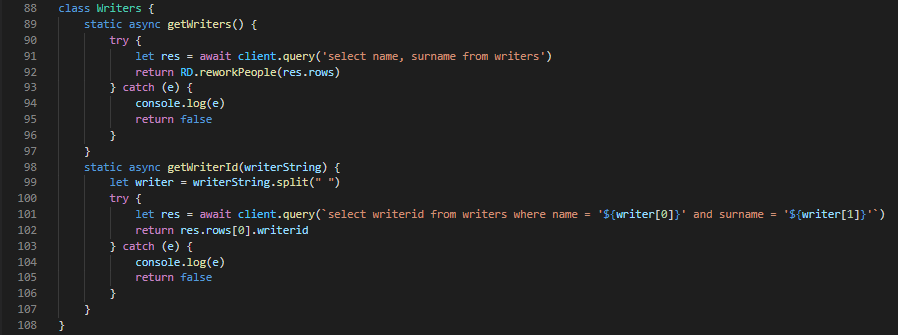 88 class Writers {
89     static async getWriters() {
90         try {
91             let res = await client.query('select name, surname from writers')
92             return RD.reworkPeople(res.rows)
93         } catch (e) {
94             console.log(e)
95             return false
96         }
97     }
98     static async getWriterId(writerString) {
99         let writer = writerString.split(" ")
100         try {
101             let res = await client.query(`select writerid from writers where name = '${writer[0]}' and surname = '${writer[1]}'`)
102             return res.rows[0].writerid
103         } catch (e) {
104             console.log(e)
105             return false
106         }
107     }
108 }